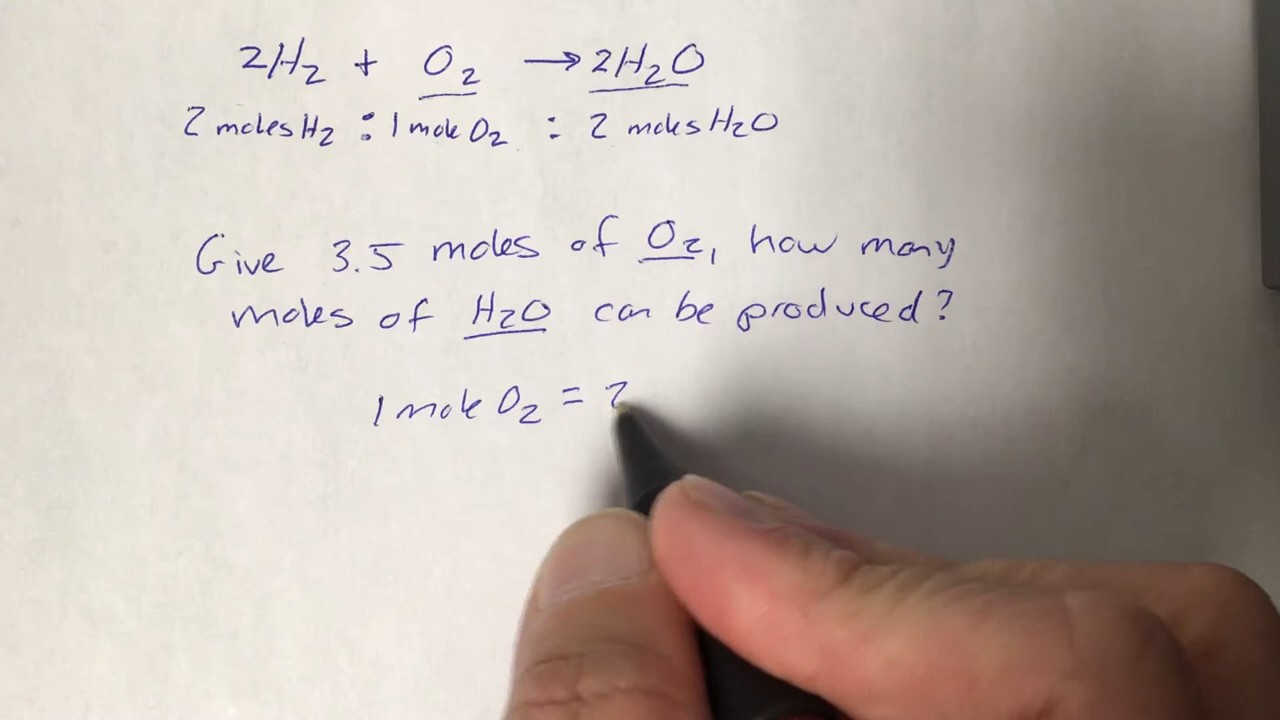 2H₂ + O₂ → 2H₂O
2 moles H₂ : 1 mole O₂ : 2 moles H₂O
Give 3.5 moles of O₂, how many
moles of H₂O can be produced?
1 mole O₂ = 2